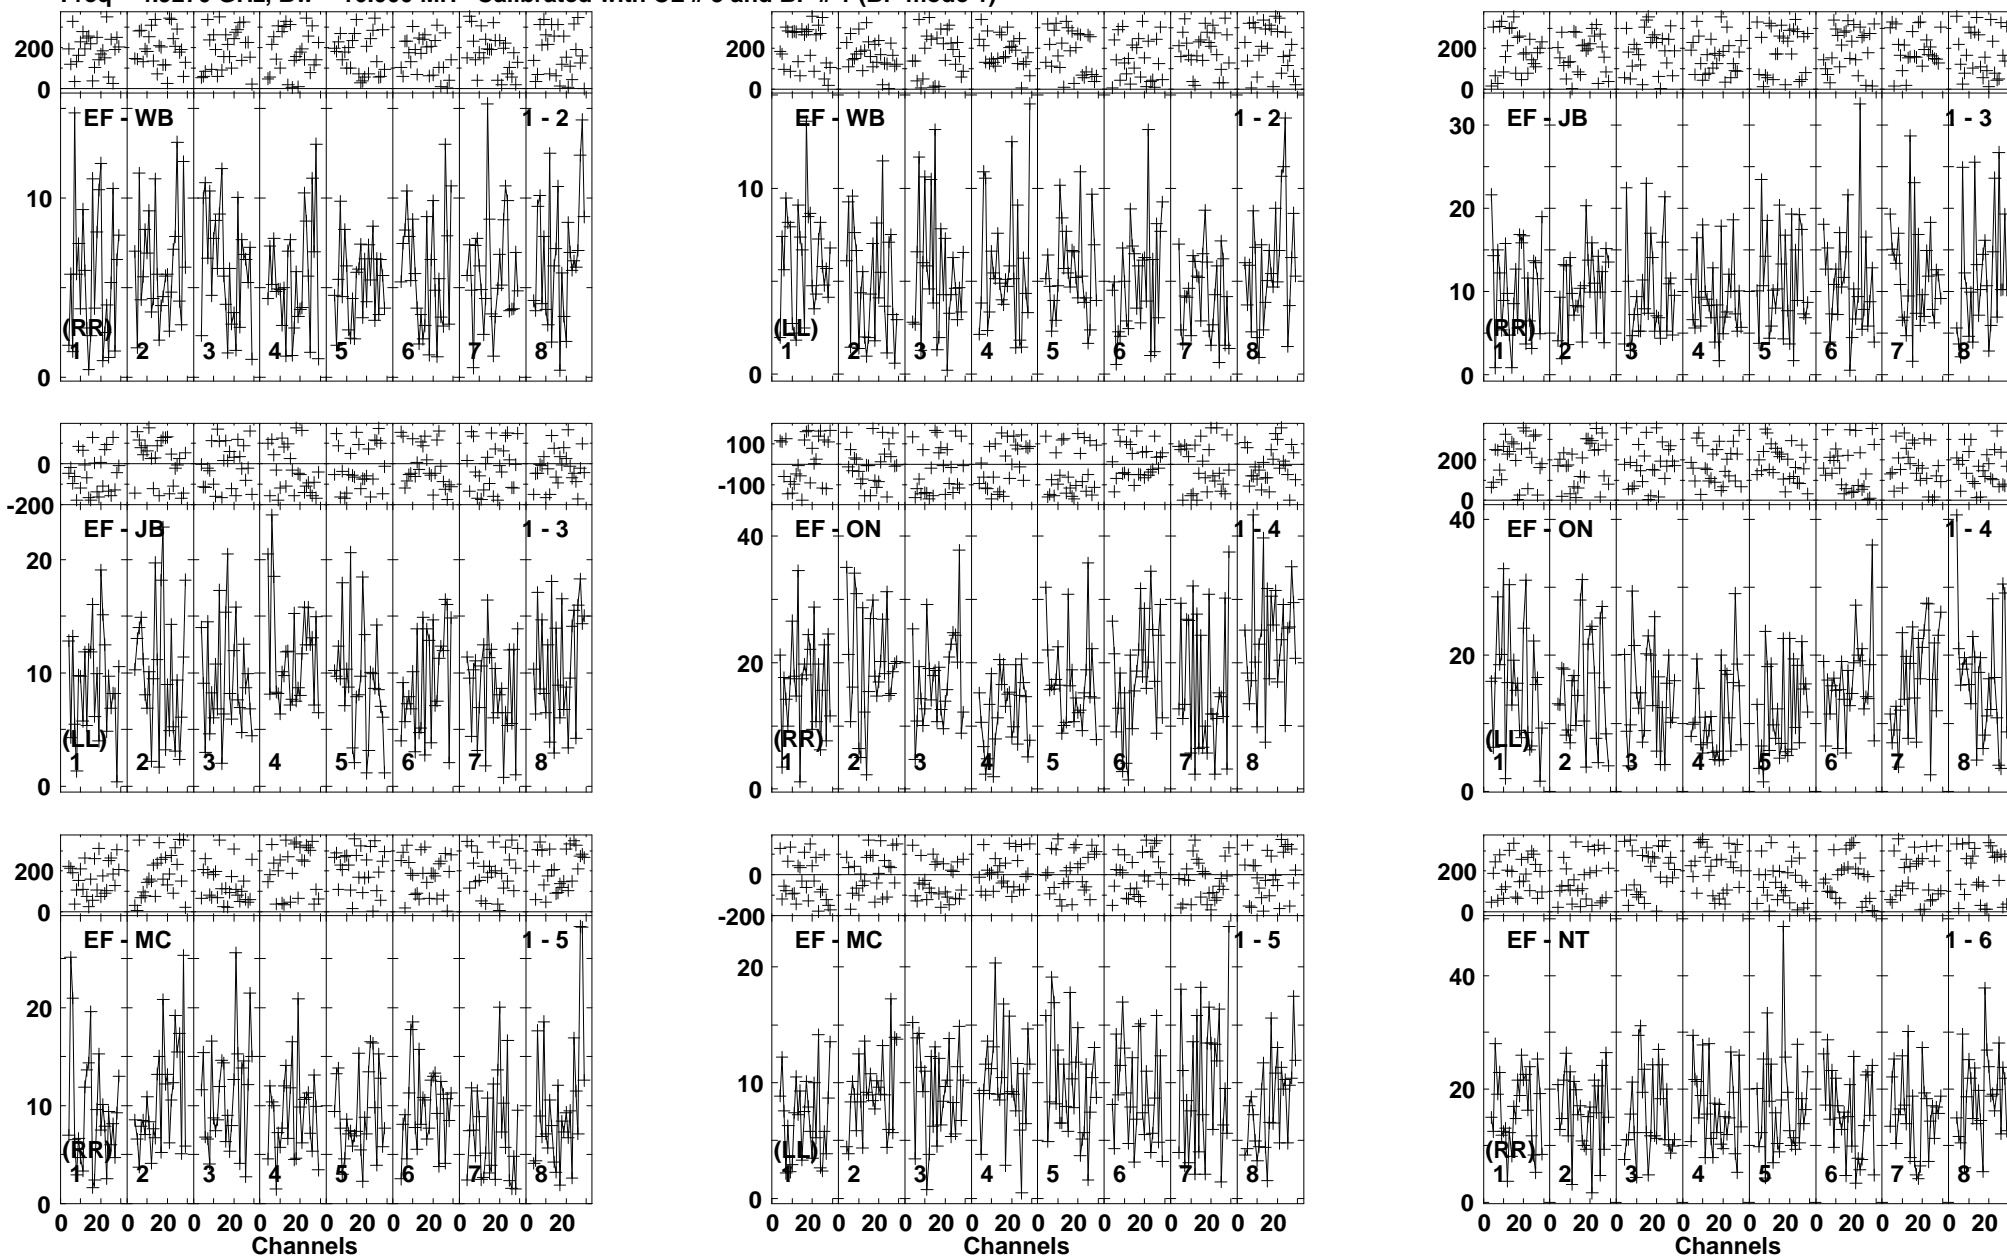 Calibrated with and
200 200 200
0 0 0
EF - WB 1 - 2 EF - WB 1 - 2 EF - JB 1 - 3
30
10 10 20
10
(RR) (LL) (RR)
1 2 3 4 5 6 7 8 1 2 3 4 5 6 7 8 1 2 3 4 5 6 7 8
0 0 0
0 100 200
-200 -100 0
EF - JB 1 - 3 EF - ON 1 - 4 EF - ON 1 - 4
20 40 40
10 20 20
(LL) (RR) (LL)
1 2 3 4 5 6 7 8 1 2 3 4 5 6 7 8 1 2 3 4 5 6 7 8
0 0 0
200 0 200
0 -200 0
EF - MC 1 - 5 EF - MC 1 - 5 EF - NT 1 - 6
20 20 40
10 10 20
(RR) (LL) (RR)
1 2 3 4 5 6 7 8 1 2 3 4 5 6 7 8 1 2 3 4 5 6 7 8
0 0 0
0 20 0 20 0 20 0 20 0 20 0 20 0 20 0 20 0 20 0 20 0 20 0 20 0 20 0 20 0 20 0 20 0 20 0 20 0 20 0 20 0 20 0 20 0 20 0 20
Channels Channels Channels